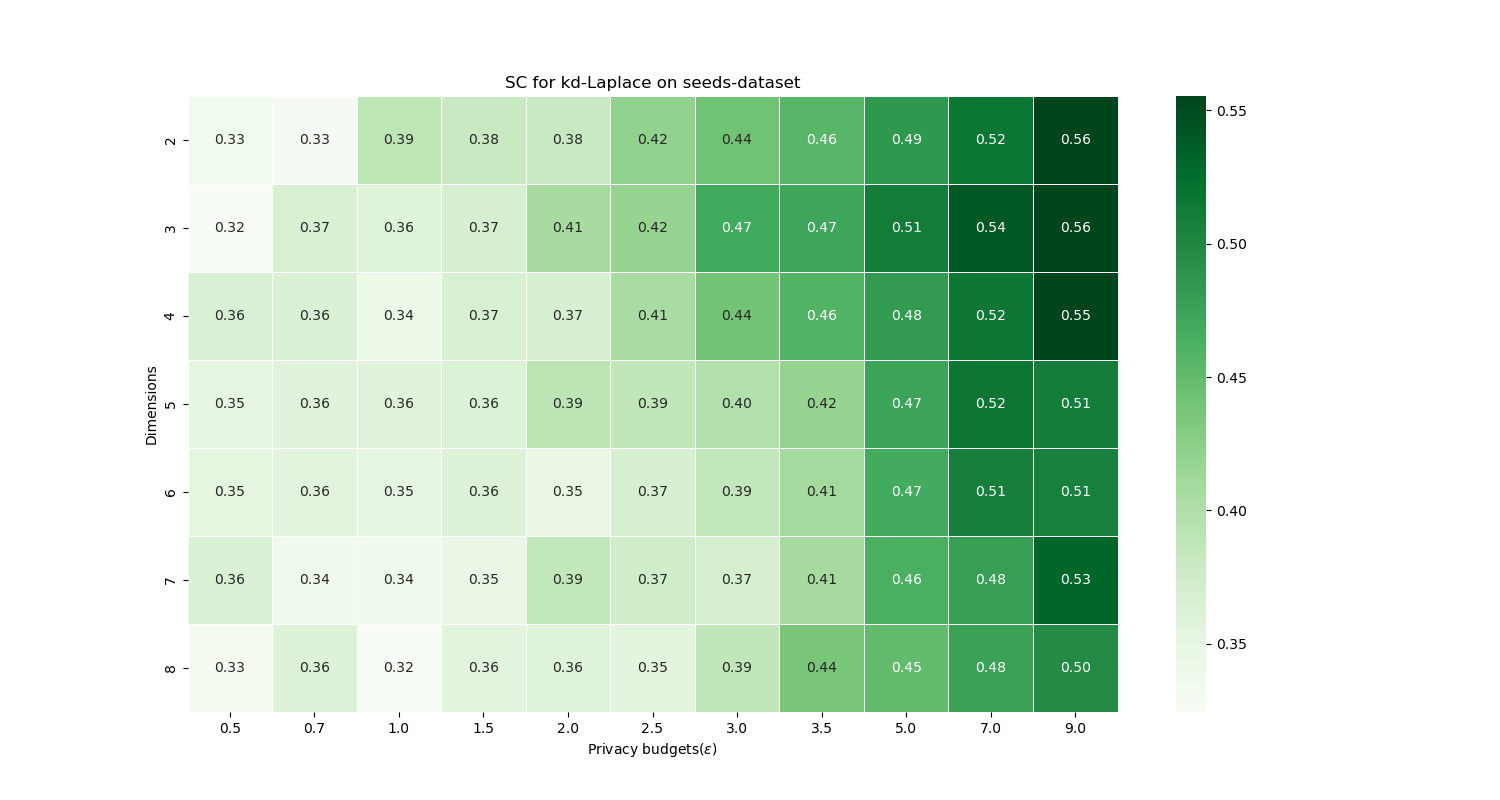 SC for kd-Laplace on seeds-dataset
2 0.33 0.33 0.39 0.38 0.38 0.42 0.44 0.46 0.49 0.52 0.56
3 0.32 0.37 0.36 0.37 0.41 0.42 0.47 0.47 0.51 0.54 0.56
4 0.36 0.36 0.34 0.37 0.37 0.41 0.44 0.46 0.48 0.52 0.55
5 0.35 0.36 0.36 0.36 0.39 0.39 0.40 0.42 0.47 0.52 0.51
6 0.35 0.36 0.35 0.36 0.35 0.37 0.39 0.41 0.47 0.51 0.51
7 0.36 0.34 0.34 0.35 0.39 0.37 0.37 0.41 0.46 0.48 0.53
8 0.33 0.36 0.32 0.36 0.36 0.35 0.39 0.44 0.45 0.48 0.50
0.5 0.7 1.0 1.5 2.0 2.5 3.0 3.5 5.0 7.0 9.0
Privacy budgets(ε)
Dimensions
0.55
0.50
0.45
0.40
0.35